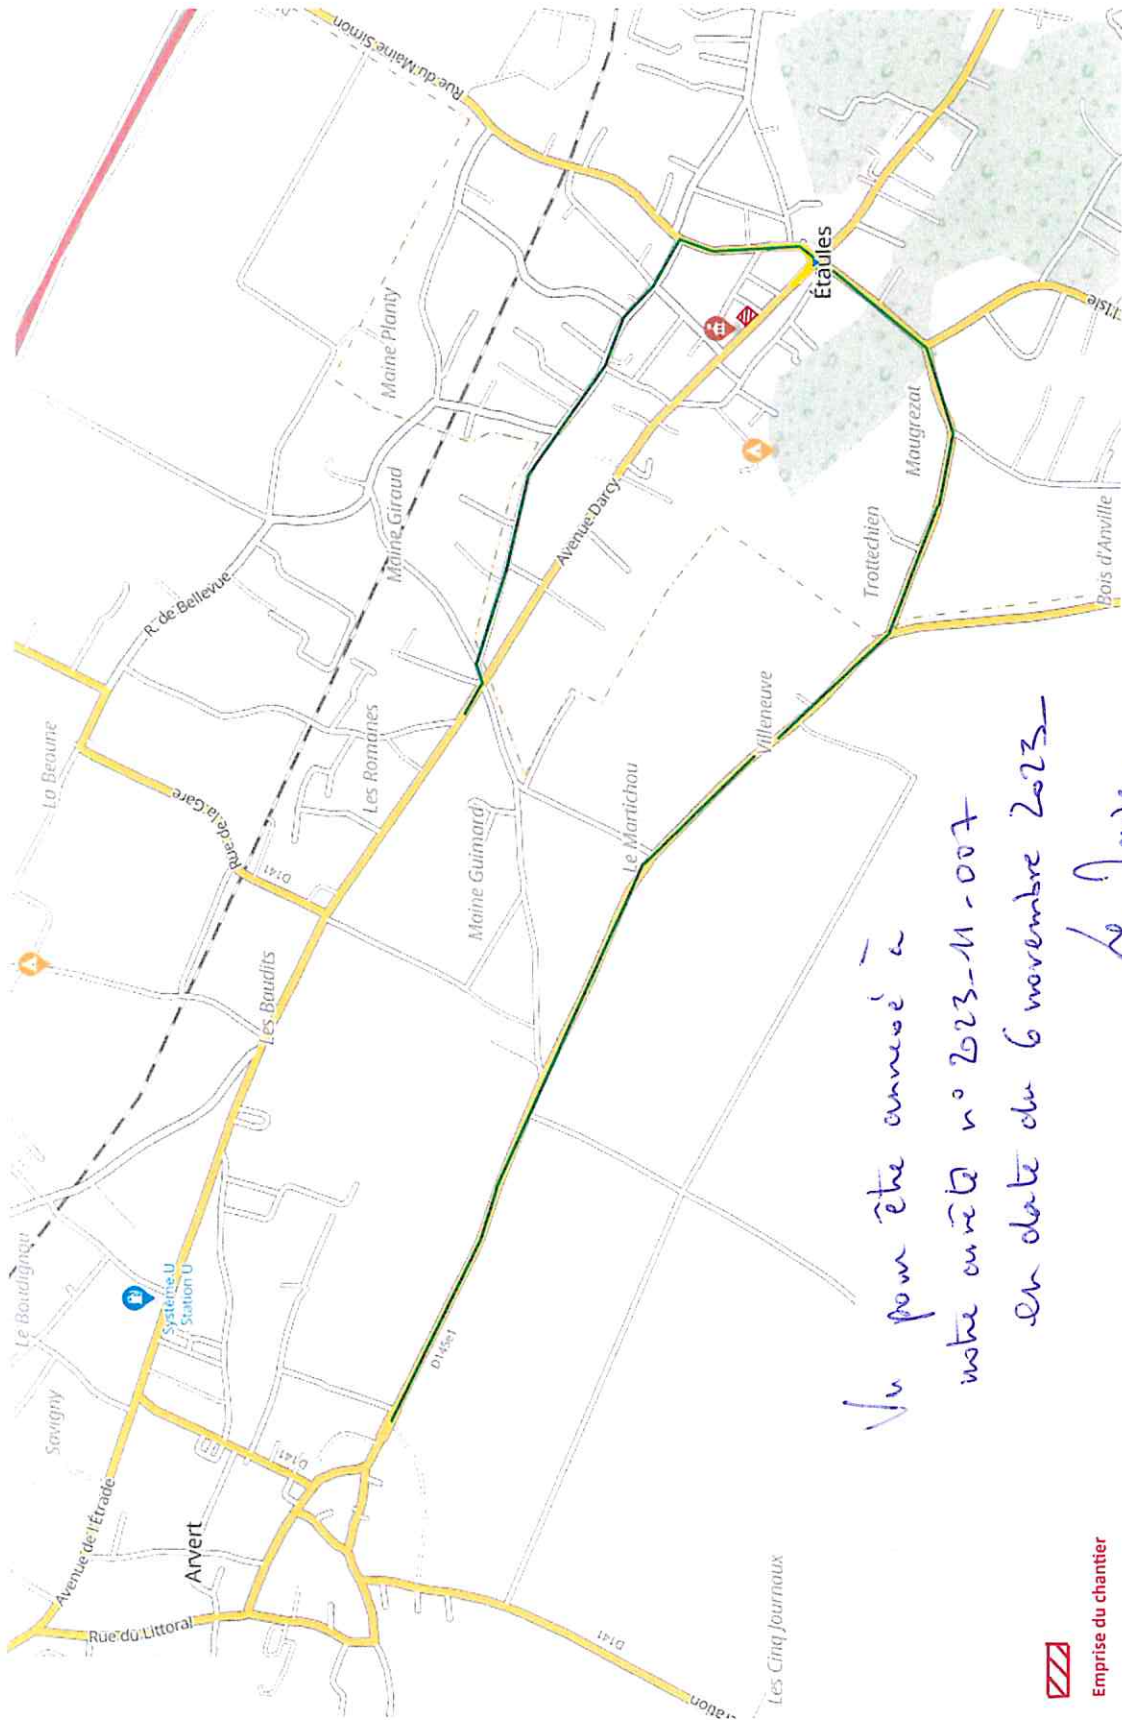 Rue du Maine Simon
Maine Planty
Étaules
l'Isle
Maine Giraud
Avenue Darcy
Maugrezat
Trottechien
Bois d'Anville
R. de Bellevue
La Beaune
Les Romanes
Villeneuve
Rue de la Gare
D141
Maine Guimard
Le Martichou
Les Baudits
Le Baudignou
Système U
Station U
D145e1
Savigny
D141
Avenue de l'Étrade
Arvert
Rue du Littoral
D141
Les Cinq Journaux
Vu pour être annexé à
notre arrêté n° 2023-11-007
en date du 6 novembre 2023
Emprise du chantier